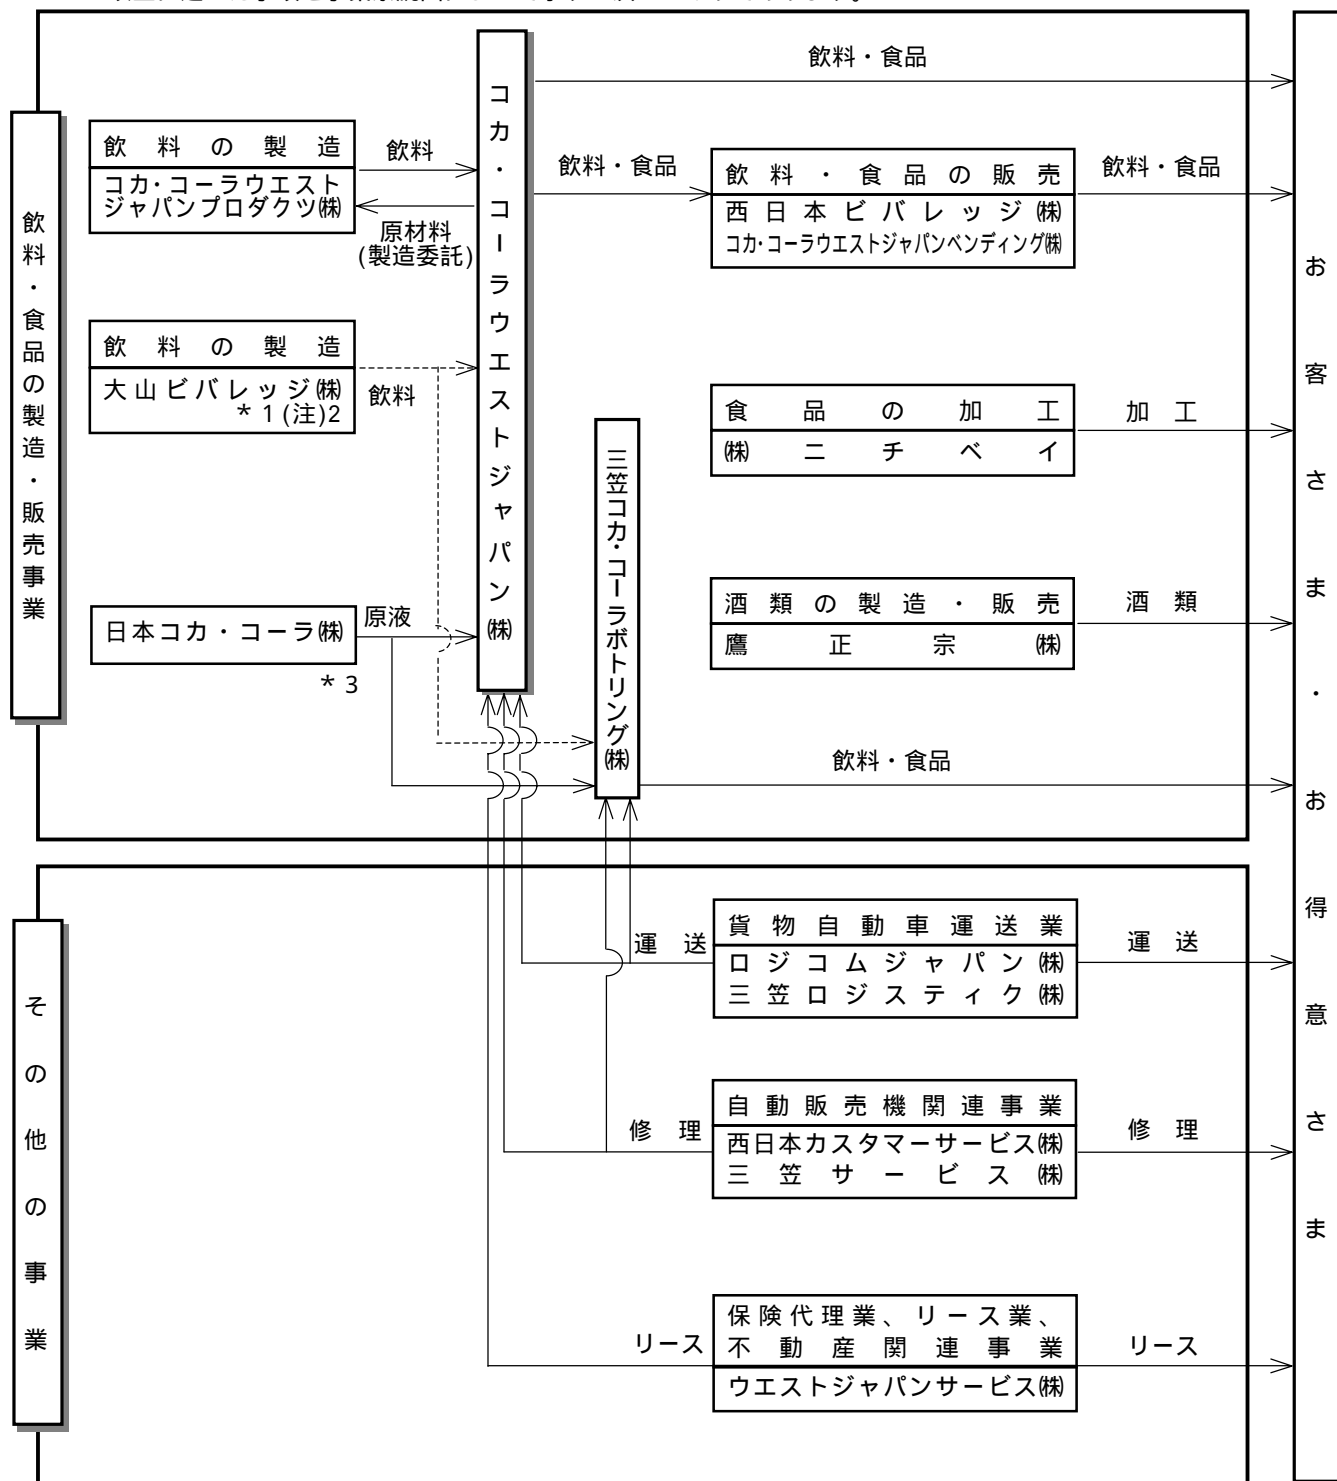 飲料・食品
コカ・コーラウエストジャパン㈱
飲料の製造
飲料
コカ・コーラウエスト
ジャパンプロダクツ㈱
原材料
(製造委託)
飲料・食品
飲料・食品の販売
西日本ビバレッジ㈱
コカ・コーラウエストジャパンベンディング㈱
飲料・食品
飲料・食品の製造・販売事業
飲料の製造
大山ビバレッジ㈱
*1(注)2
飲料
食品の加工
㈱ニチベイ
加工
三笠コカ・コーラボトリング㈱
酒類の製造・販売
鷹正宗㈱
酒類
日本コカ・コーラ㈱
原液
*3
飲料・食品
お客さま・お得意さま
その他の事業
運送
貨物自動車運送業
ロジコムジャパン㈱
三笠ロジスティク㈱
運送
修理
自動販売機関連事業
西日本カスタマーサービス㈱
三笠サービス㈱
修理
リース
保険代理業、リース業、
不動産関連事業
ウエストジャパンサービス㈱
リース